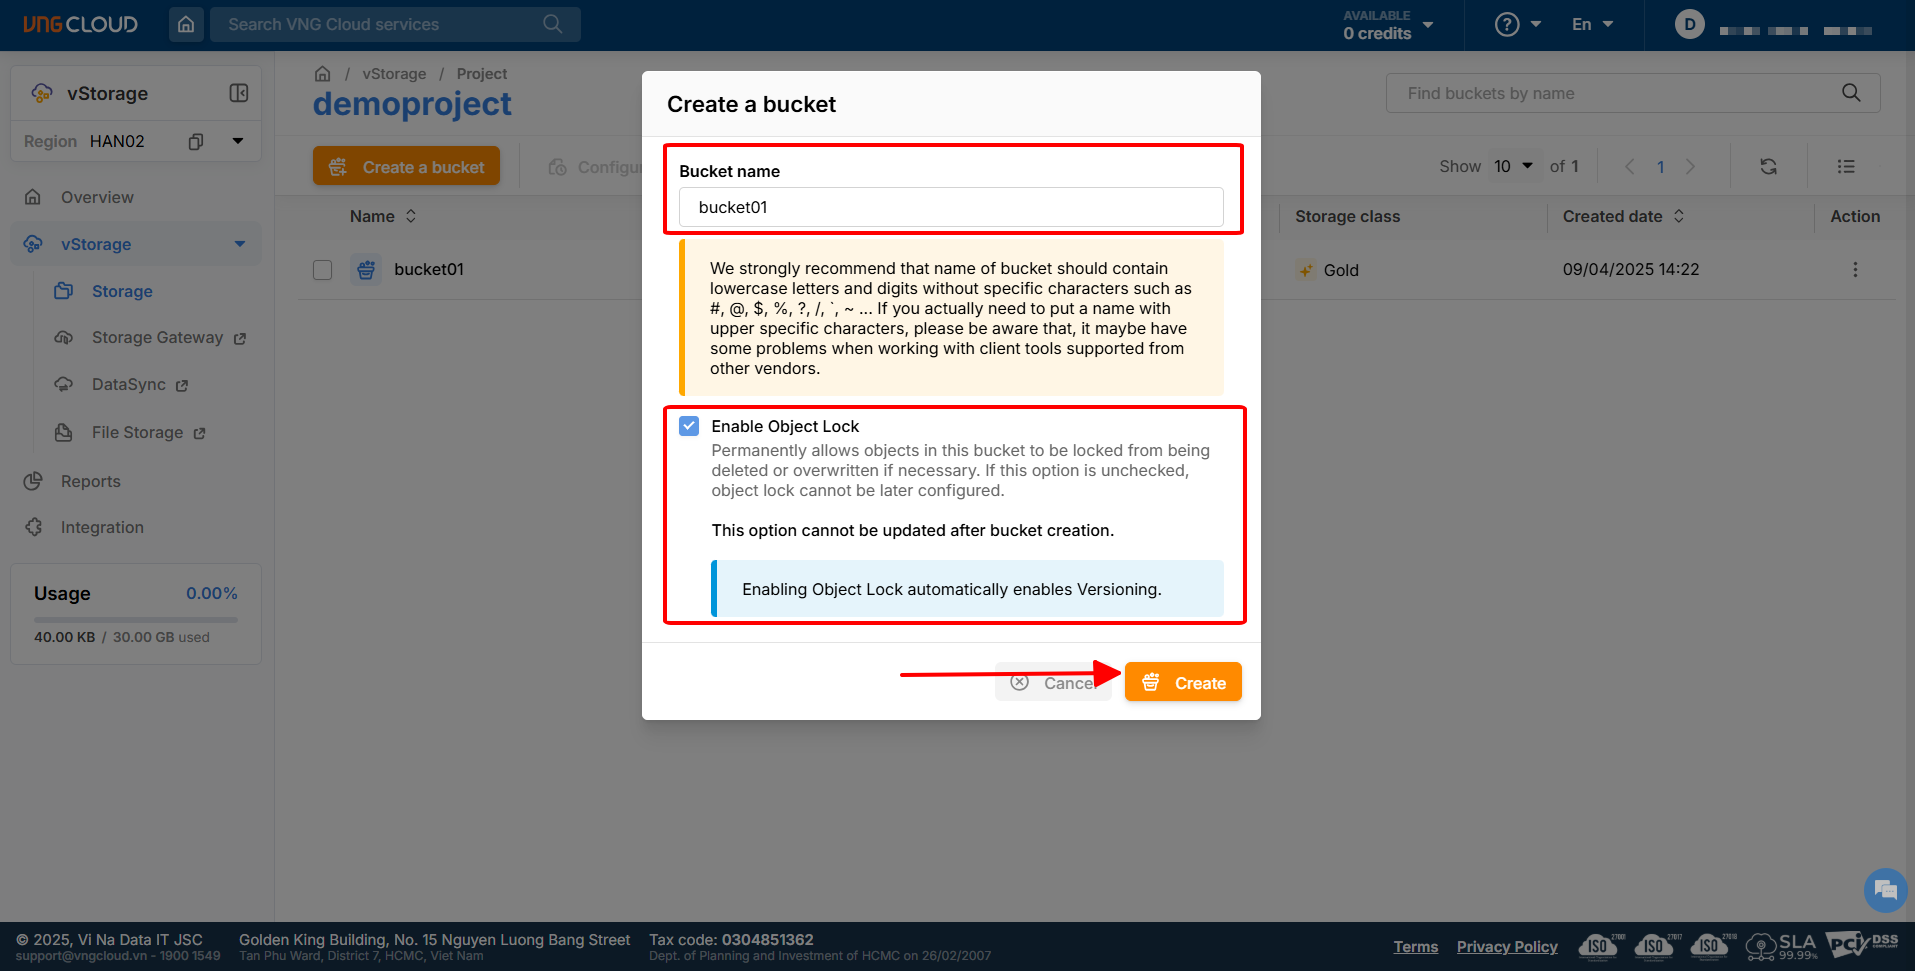 VNG CLOUD
Search VNG Cloud services
AVAILABLE
0 credits
?
En
D
vStorage
Region HAN02
Overview
vStorage
Storage
Storage Gateway
DataSync
File Storage
Reports
Integration
Usage 0.00%
40.00 KB / 30.00 GB used
/ vStorage / Project
demoproject
Find buckets by name
Create a bucket
Configu
Show 10 of 1
1
Name
Storage class
Created date
Action
bucket01
Gold
09/04/2025 14:22
Create a bucket
Bucket name
bucket01
We strongly recommend that name of bucket should contain
lowercase letters and digits without specific characters such as
#, @, $, %, ?, /, `, ~ ... If you actually need to put a name with
upper specific characters, please be aware that, it maybe have
some problems when working with client tools supported from
other vendors.
Enable Object Lock
Permanently allows objects in this bucket to be locked from being
deleted or overwritten if necessary. If this option is unchecked,
object lock cannot be later configured.
This option cannot be updated after bucket creation.
Enabling Object Lock automatically enables Versioning.
Cancel
Create
© 2025, Vi Na Data IT JSC
support@vngcloud.vn - 1900 1549
Golden King Building, No. 15 Nguyen Luong Bang Street
Tan Phu Ward, District 7, HCMC, Viet Nam
Tax code: 0304851362
Dept. of Planning and Investment of HCMC on 26/02/2007
Terms
Privacy Policy
ISO 27001
ISO 27017
ISO 27018
SLA
99.99%
PCI DSS
COMPLIANT